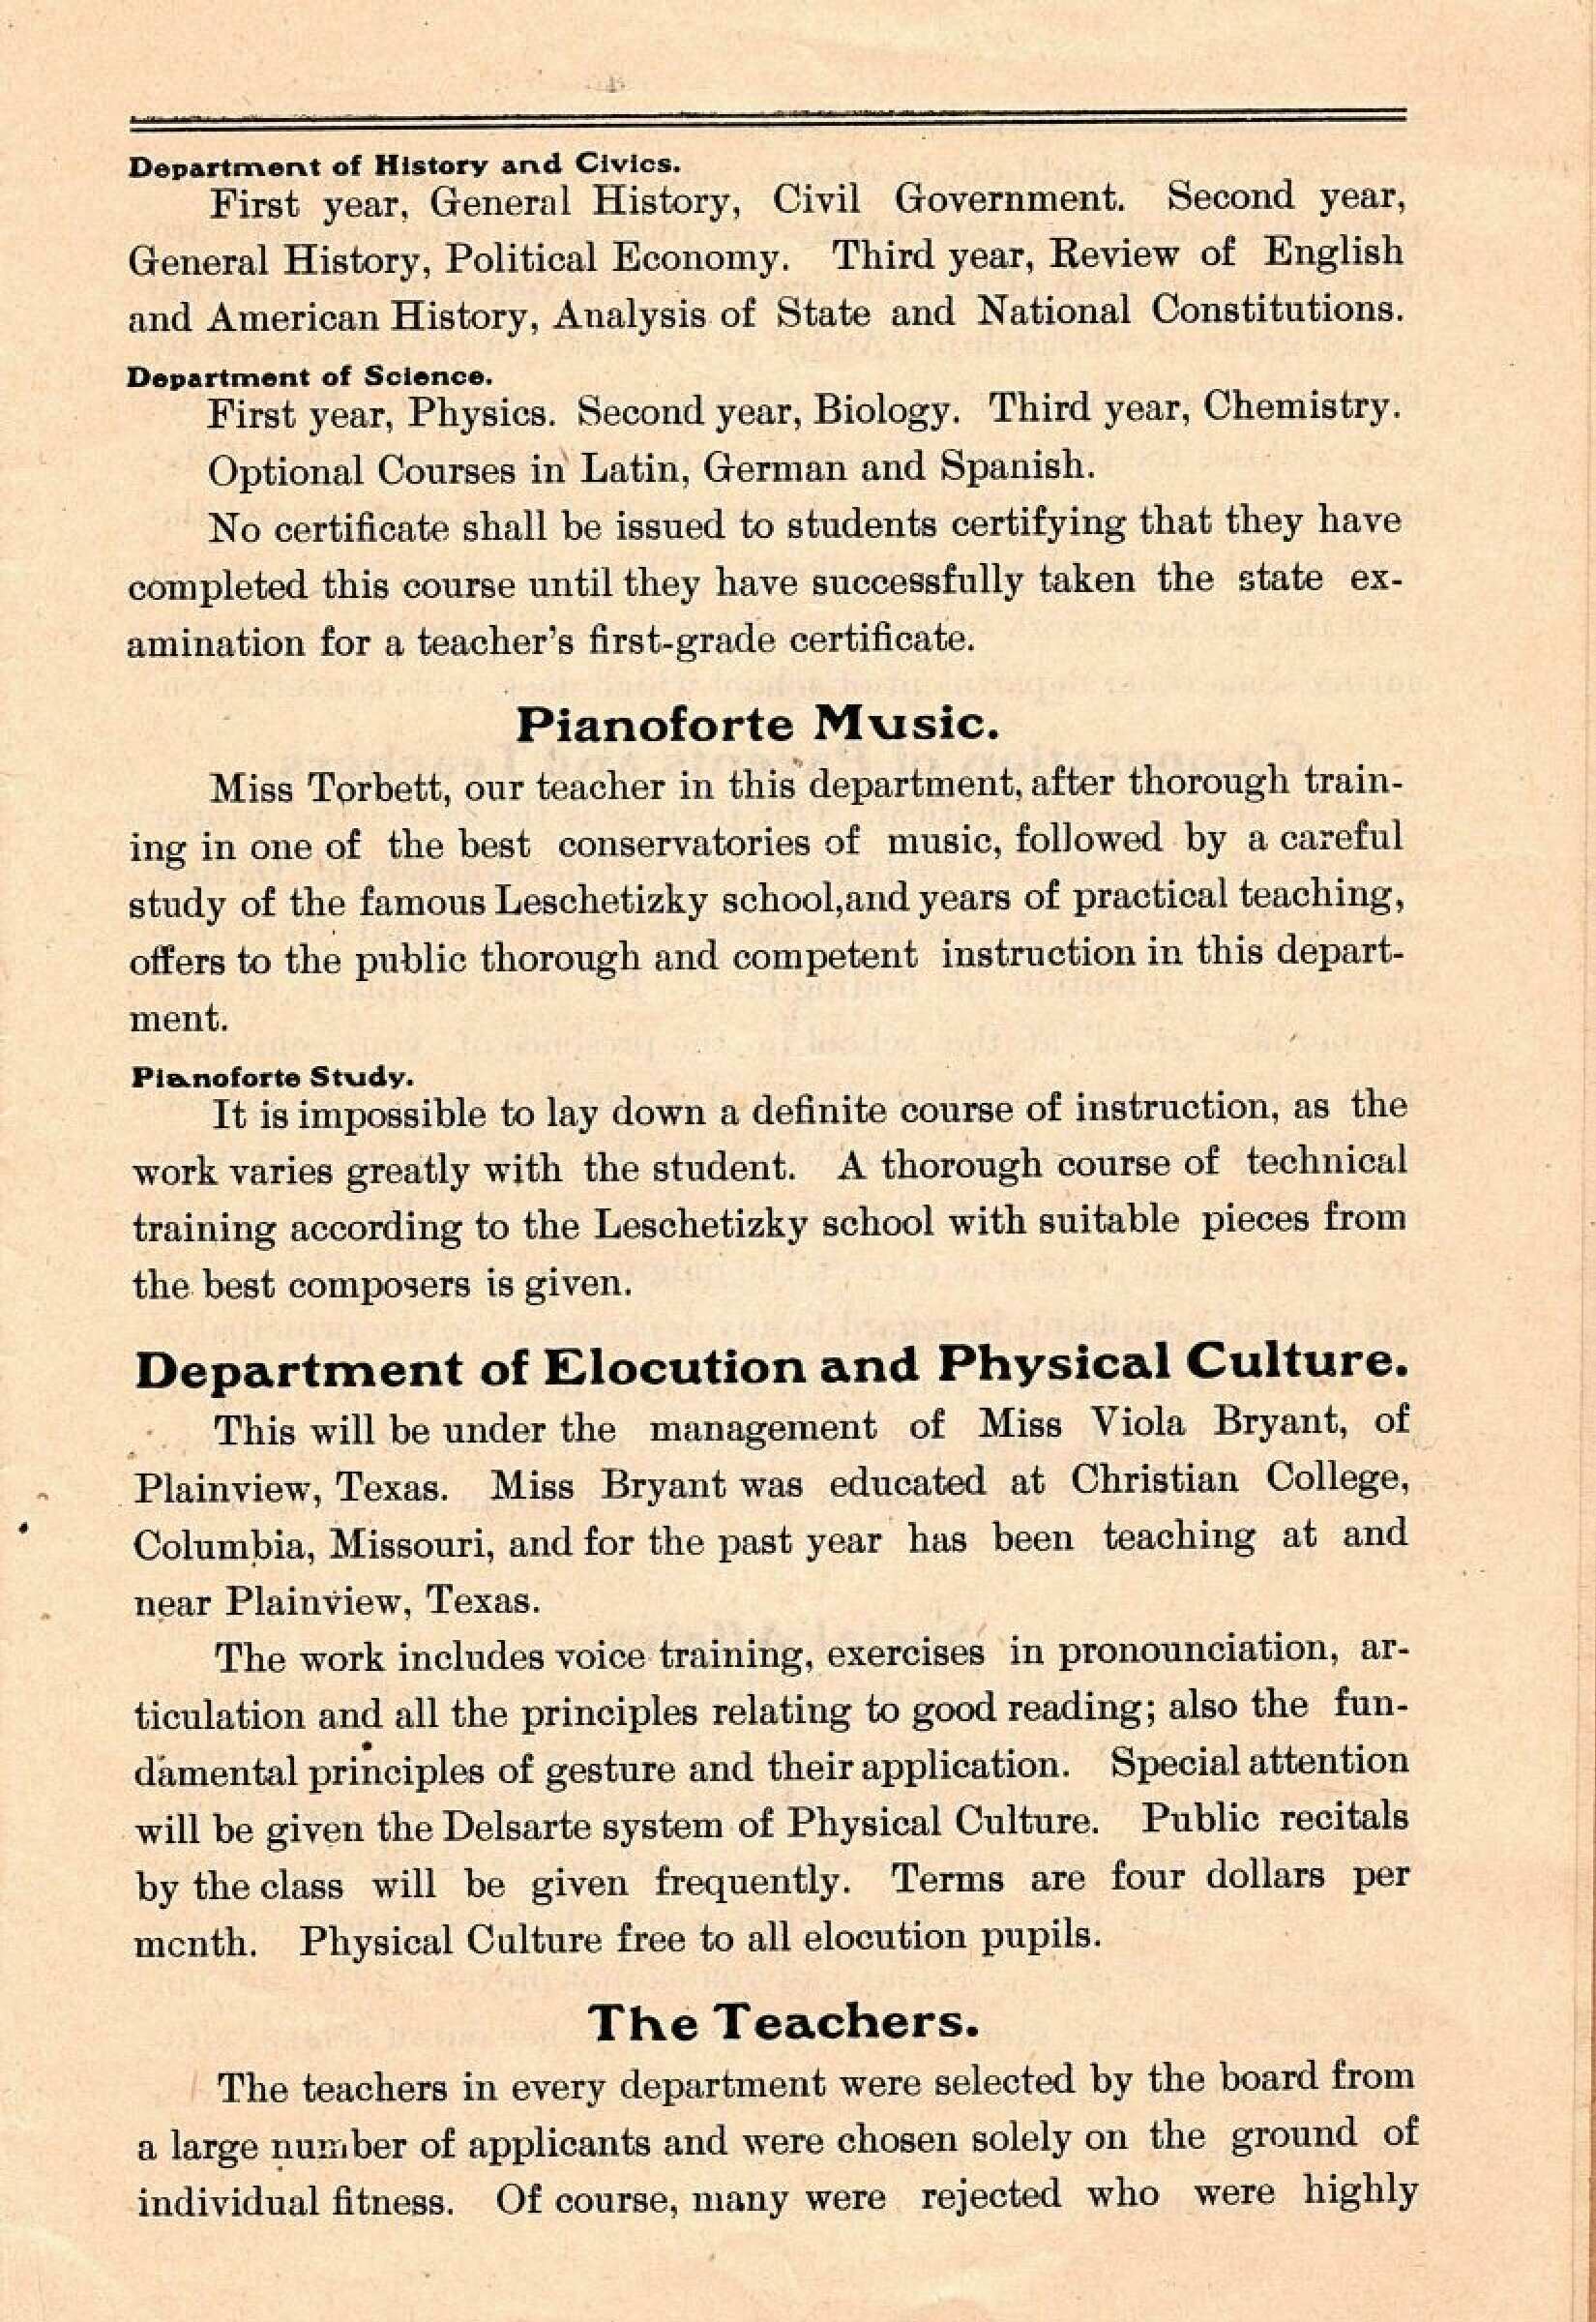 Department of History and Civics.
First year, General History, Civil Government. Second year,
General History, Political Economy. Third year, Review of English
and American History, Analysis of State and National Constitutions.
Department of Science.
First year, Physics. Second year, Biology. Third year, Chemistry.
Optional Courses in Latin, German and Spanish.
No certificate shall be issued to students certifying that they have
completed this course until they have successfully taken the state ex-
amination for a teacher's first-grade certificate.
Pianoforte Music.
Miss Torbett, our teacher in this department, after thorough train-
ing in one of the best conservatories of music, followed by a careful
study of the famous Leschetizky school,and years of practical teaching,
offers to the public thorough and competent instruction in this depart-
ment.
Pianoforte Study.
It is impossible to lay down a definite course of instruction, as the
work varies greatly with the student. A thorough course of technical
training according to the Leschetizky school with suitable pieces from
the best composers is given.
Department of Elocution and Physical Culture.
This will be under the management of Miss Viola Bryant, of
Plainview, Texas. Miss Bryant was educated at Christian College,
Columbia, Missouri, and for the past year has been teaching at and
near Plainview, Texas.
The work includes voice training, exercises in pronounciation, ar-
ticulation and all the principles relating to good reading; also the fun-
damental principles of gesture and their application. Special attention
will be given the Delsarte system of Physical Culture. Public recitals
by the class will be given frequently. Terms are four dollars per
mcnth. Physical Culture free to all elocution pupils.
The Teachers.
The teachers in every department were selected by the board from
a large number of applicants and were chosen solely on the ground of
individual fitness. Of course, many were rejected who were highly